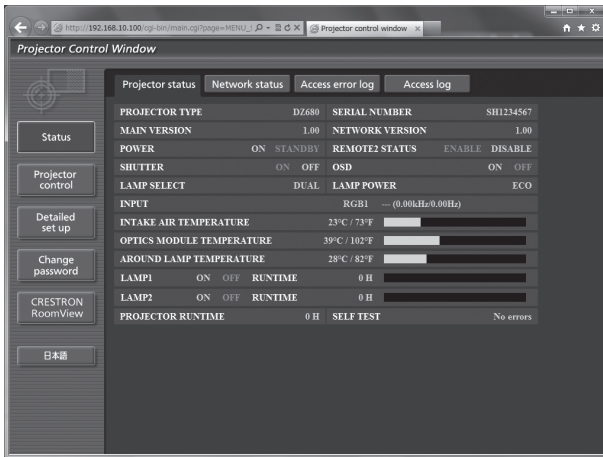 http://192.168.10.100/cgi-bin/main.cgi?page=MENU_ Projector control window
Projector Control Window
Projector status Network status Access error log Access log
Status
Projector control
Detailed set up
Change password
CRESTRON RoomView
日本語
PROJECTOR TYPE DZ680 SERIAL NUMBER SH1234567
MAIN VERSION 1.00 NETWORK VERSION 1.00
POWER ON STANDBY REMOTE2 STATUS ENABLE DISABLE
SHUTTER ON OFF OSD ON OFF
LAMP SELECT DUAL LAMP POWER ECO
INPUT RGB1 --- (0.00kHz/0.00Hz)
INTAKE AIR TEMPERATURE 23°C / 73°F
OPTICS MODULE TEMPERATURE 39°C / 102°F
AROUND LAMP TEMPERATURE 28°C / 82°F
LAMP1 ON OFF RUNTIME 0 H
LAMP2 ON OFF RUNTIME 0 H
PROJECTOR RUNTIME 0 H SELF TEST No errors